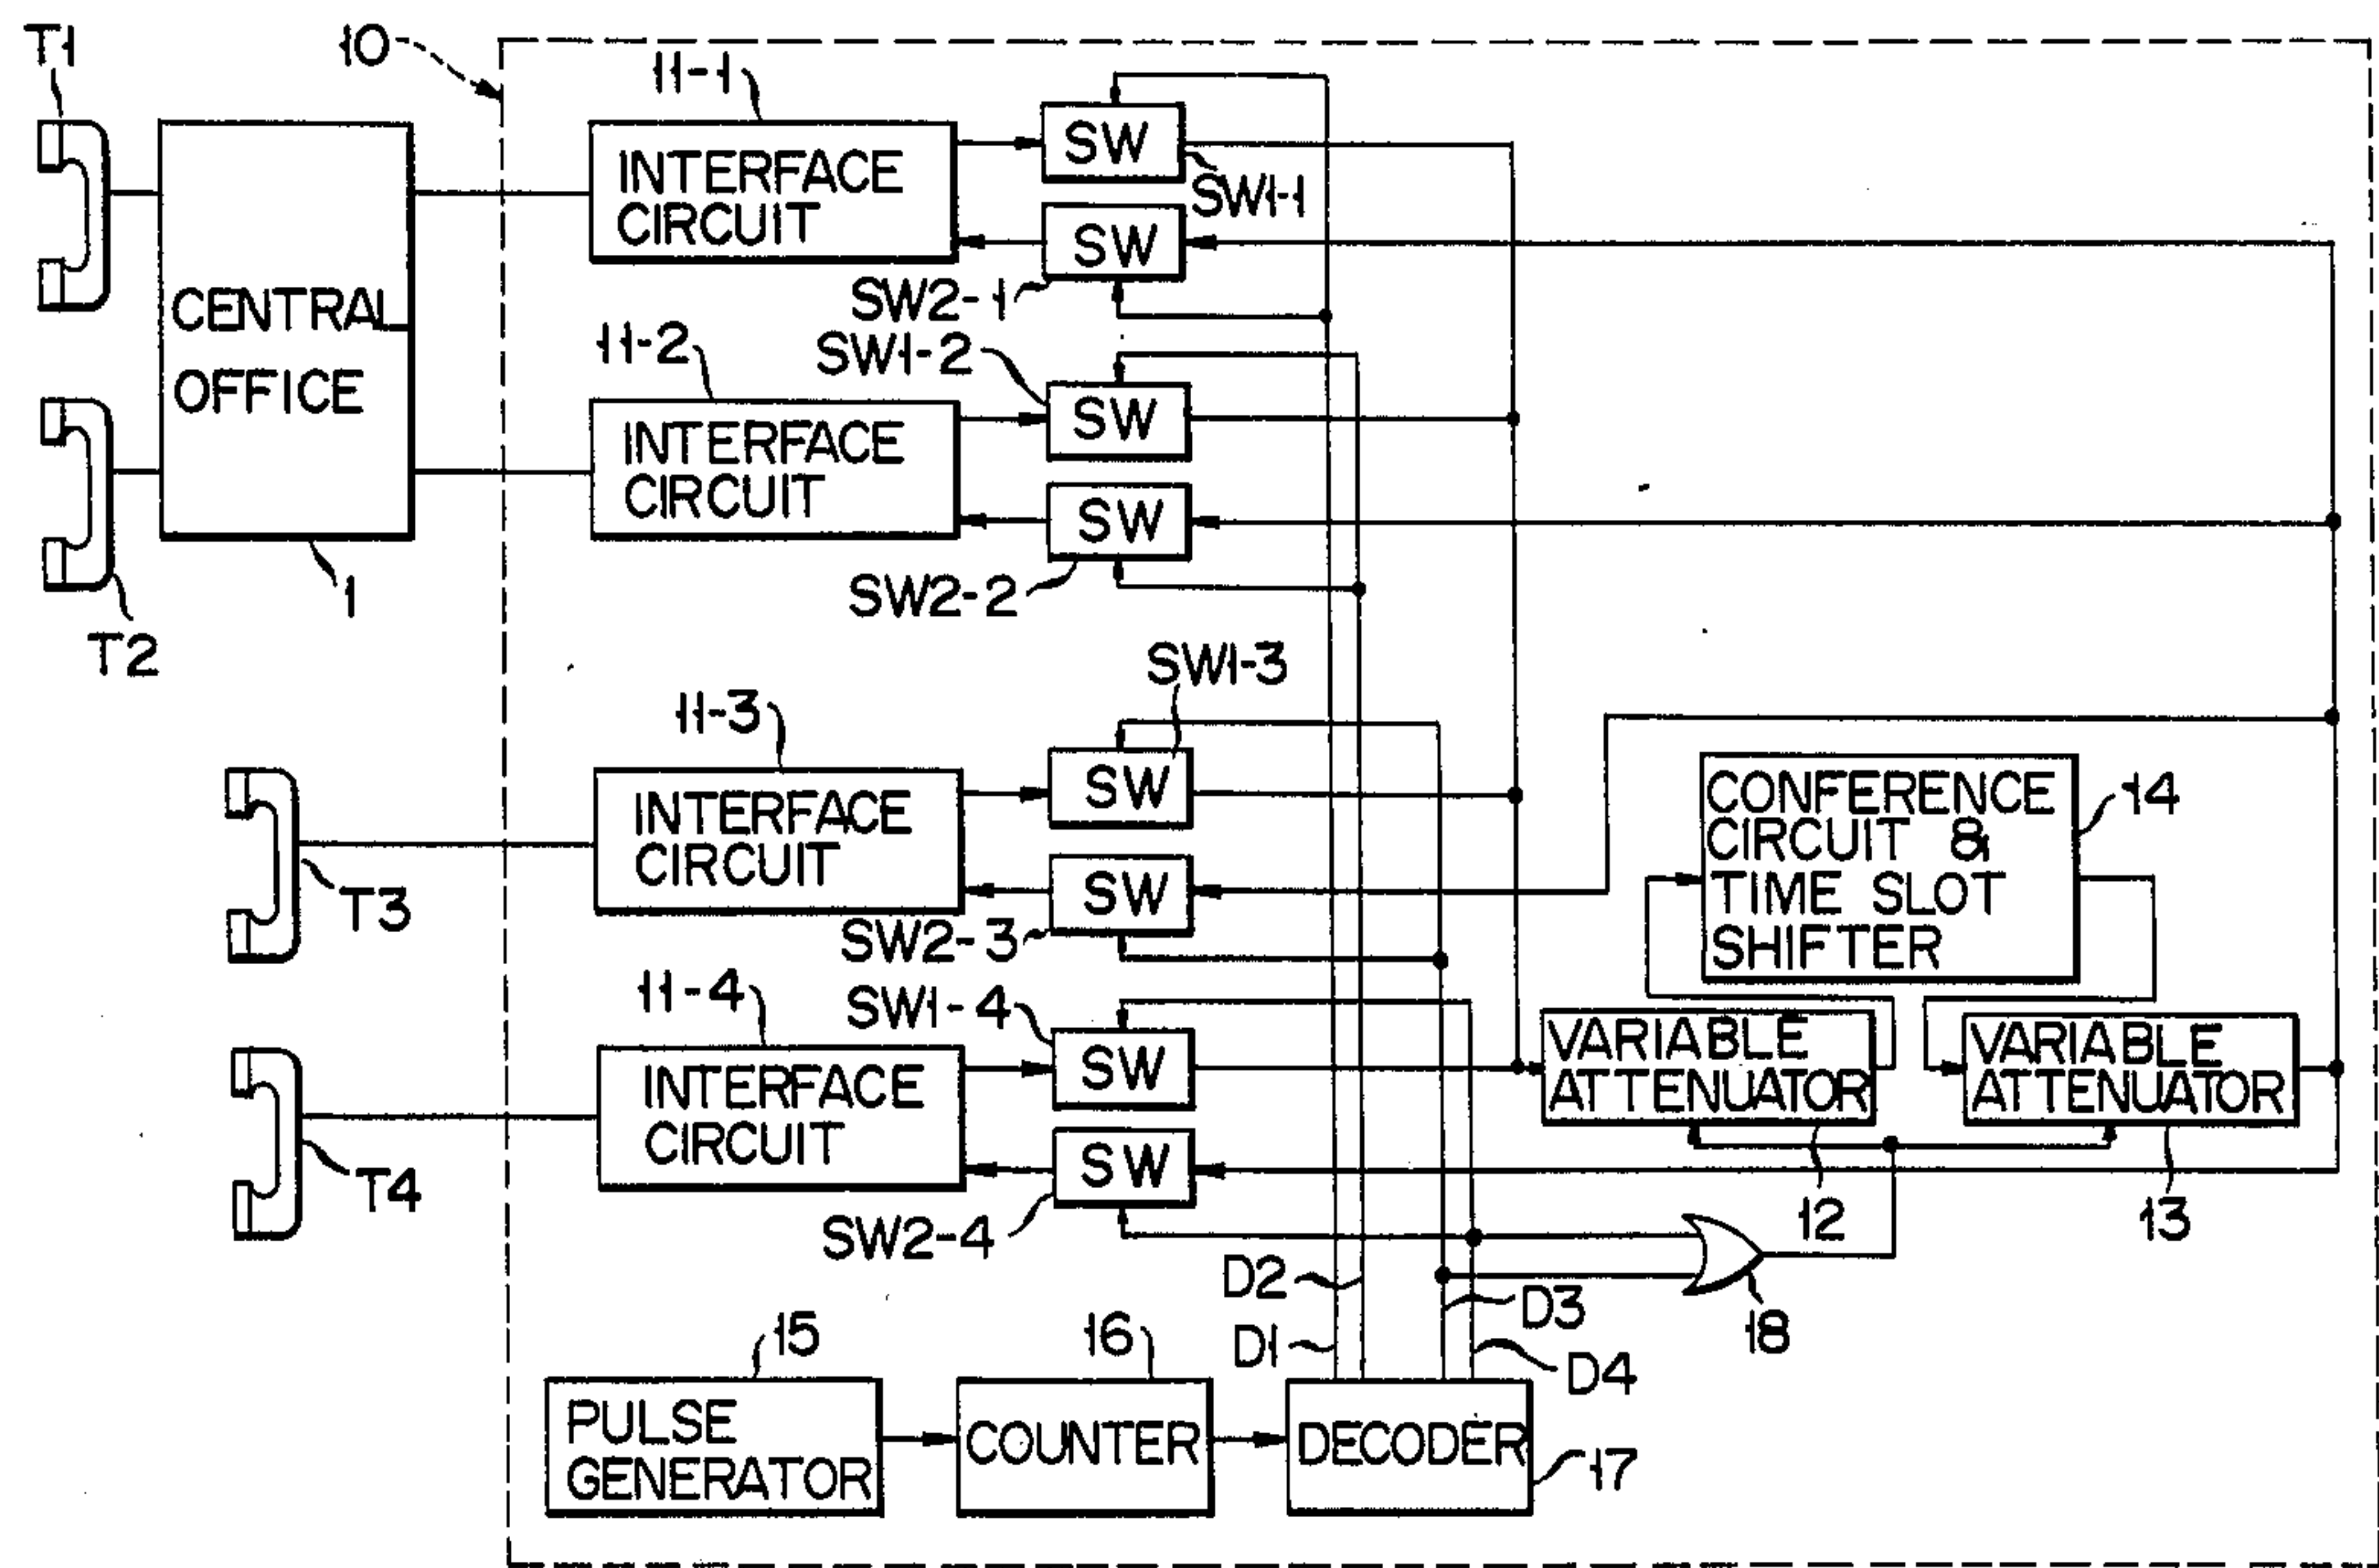 T1
10
11-1
SW
INTERFACE
CIRCUIT
SW1-1
SW
SW2-1
CENTRAL
OFFICE
11-2
SW1-2
SW
INTERFACE
CIRCUIT
SW
SW2-2
1
T2
SW1-3
11-3
SW
INTERFACE
CIRCUIT
CONFERENCE
CIRCUIT &
TIME SLOT
SHIFTER
14
T3
SW
SW2-3
11-4
SW1-4
SW
INTERFACE
CIRCUIT
VARIABLE
ATTENUATOR
VARIABLE
ATTENUATOR
SW
T4
SW2-4
12
13
D2
D3
18
D1
D4
15
16
PULSE
GENERATOR
COUNTER
DECODER
17